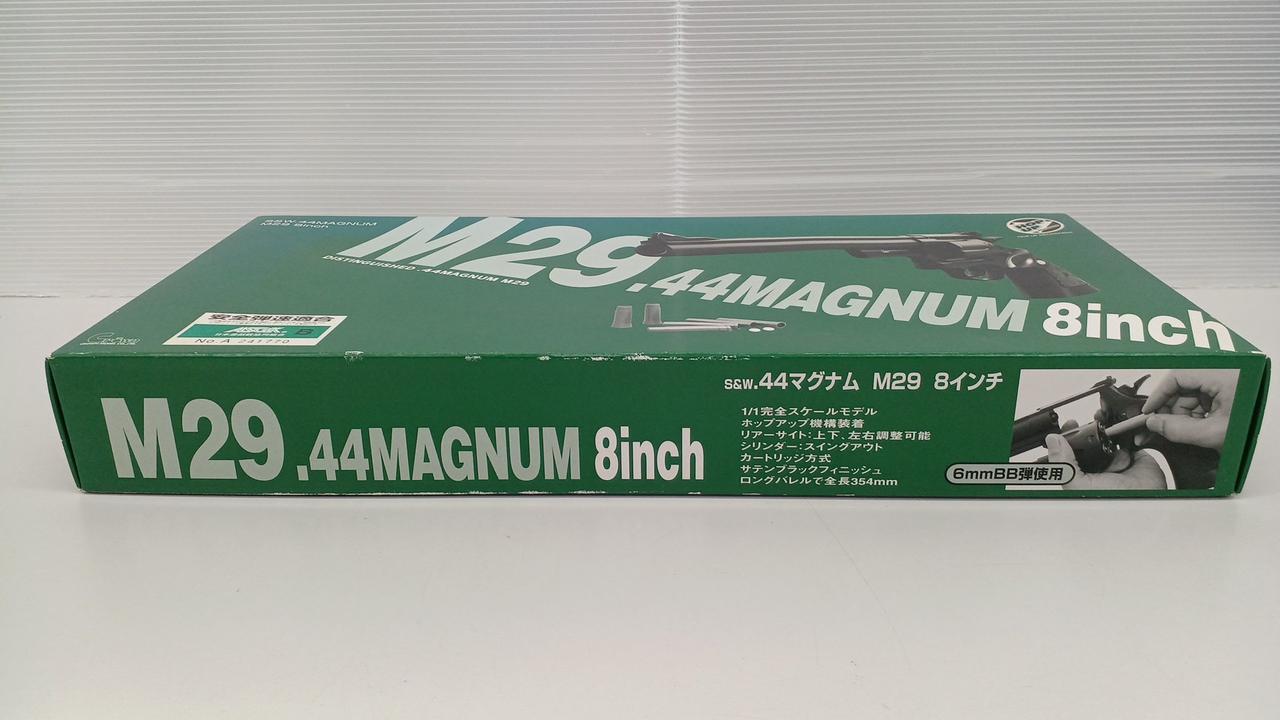 S&W.44MAGNUM
M29 8inch
M29.44MAGNUM 8inch
DISTINGUISHED .44MAGNUM M29
安全弾速適合
ASGK B
No.A 241770
M29 .44MAGNUM 8inch
S&W.44マグナム M29 8インチ
1/1完全スケールモデル
ホップアップ機構装着
リアーサイト:上下、左右調整可能
シリンダー:スイングアウト
カートリッジ方式
サテンブラックフィニッシュ
ロングバレルで全長354mm
6mmBB弾使用